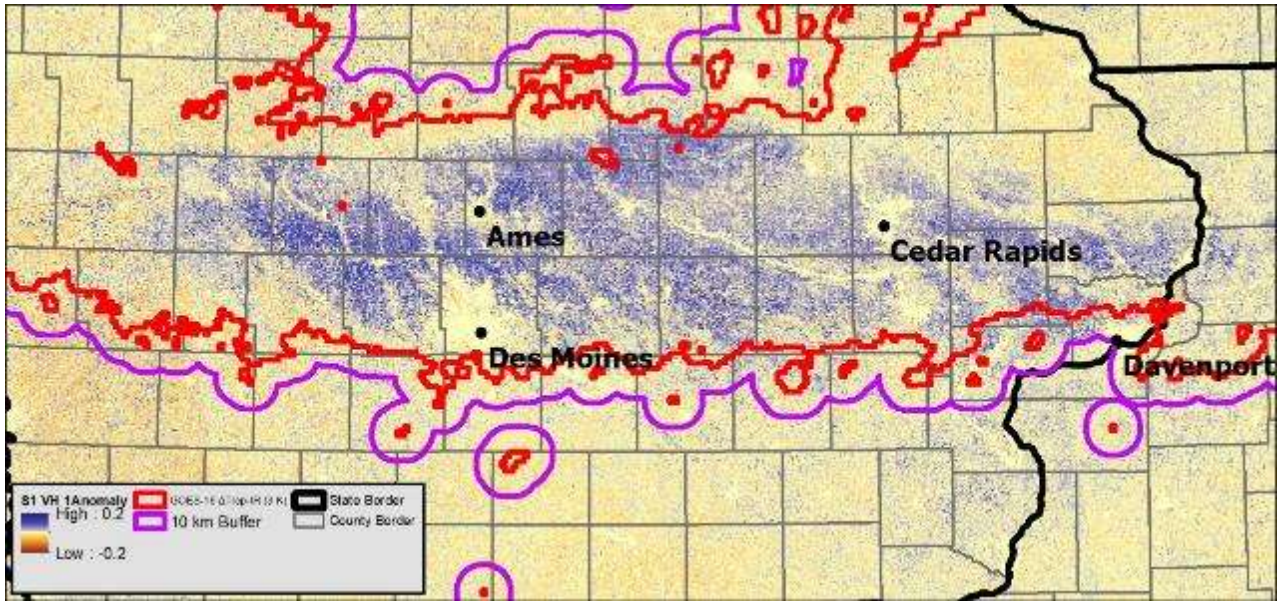 Ames
Cedar Rapids
Des Moines
Davenport
S1 VH 1Anomaly
High : 0.2
Low : -0.2
10 km Buffer
State Border
County Border